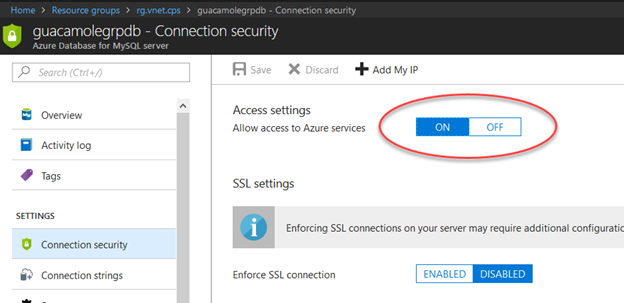 Home > Resource groups > rg.vnet.cps > guacamolegrpdb - Connection security
guacamolegrpdb - Connection security
Azure Database for MySQL server
Search (Ctrl+/)
Overview
Activity log
Tags
SETTINGS
Connection security
Connection strings
Save Discard Add My IP
Access settings
Allow access to Azure services ON OFF
SSL settings
Enforcing SSL connections on your server may require additional
Enforce SSL connection ENABLED DISABLED